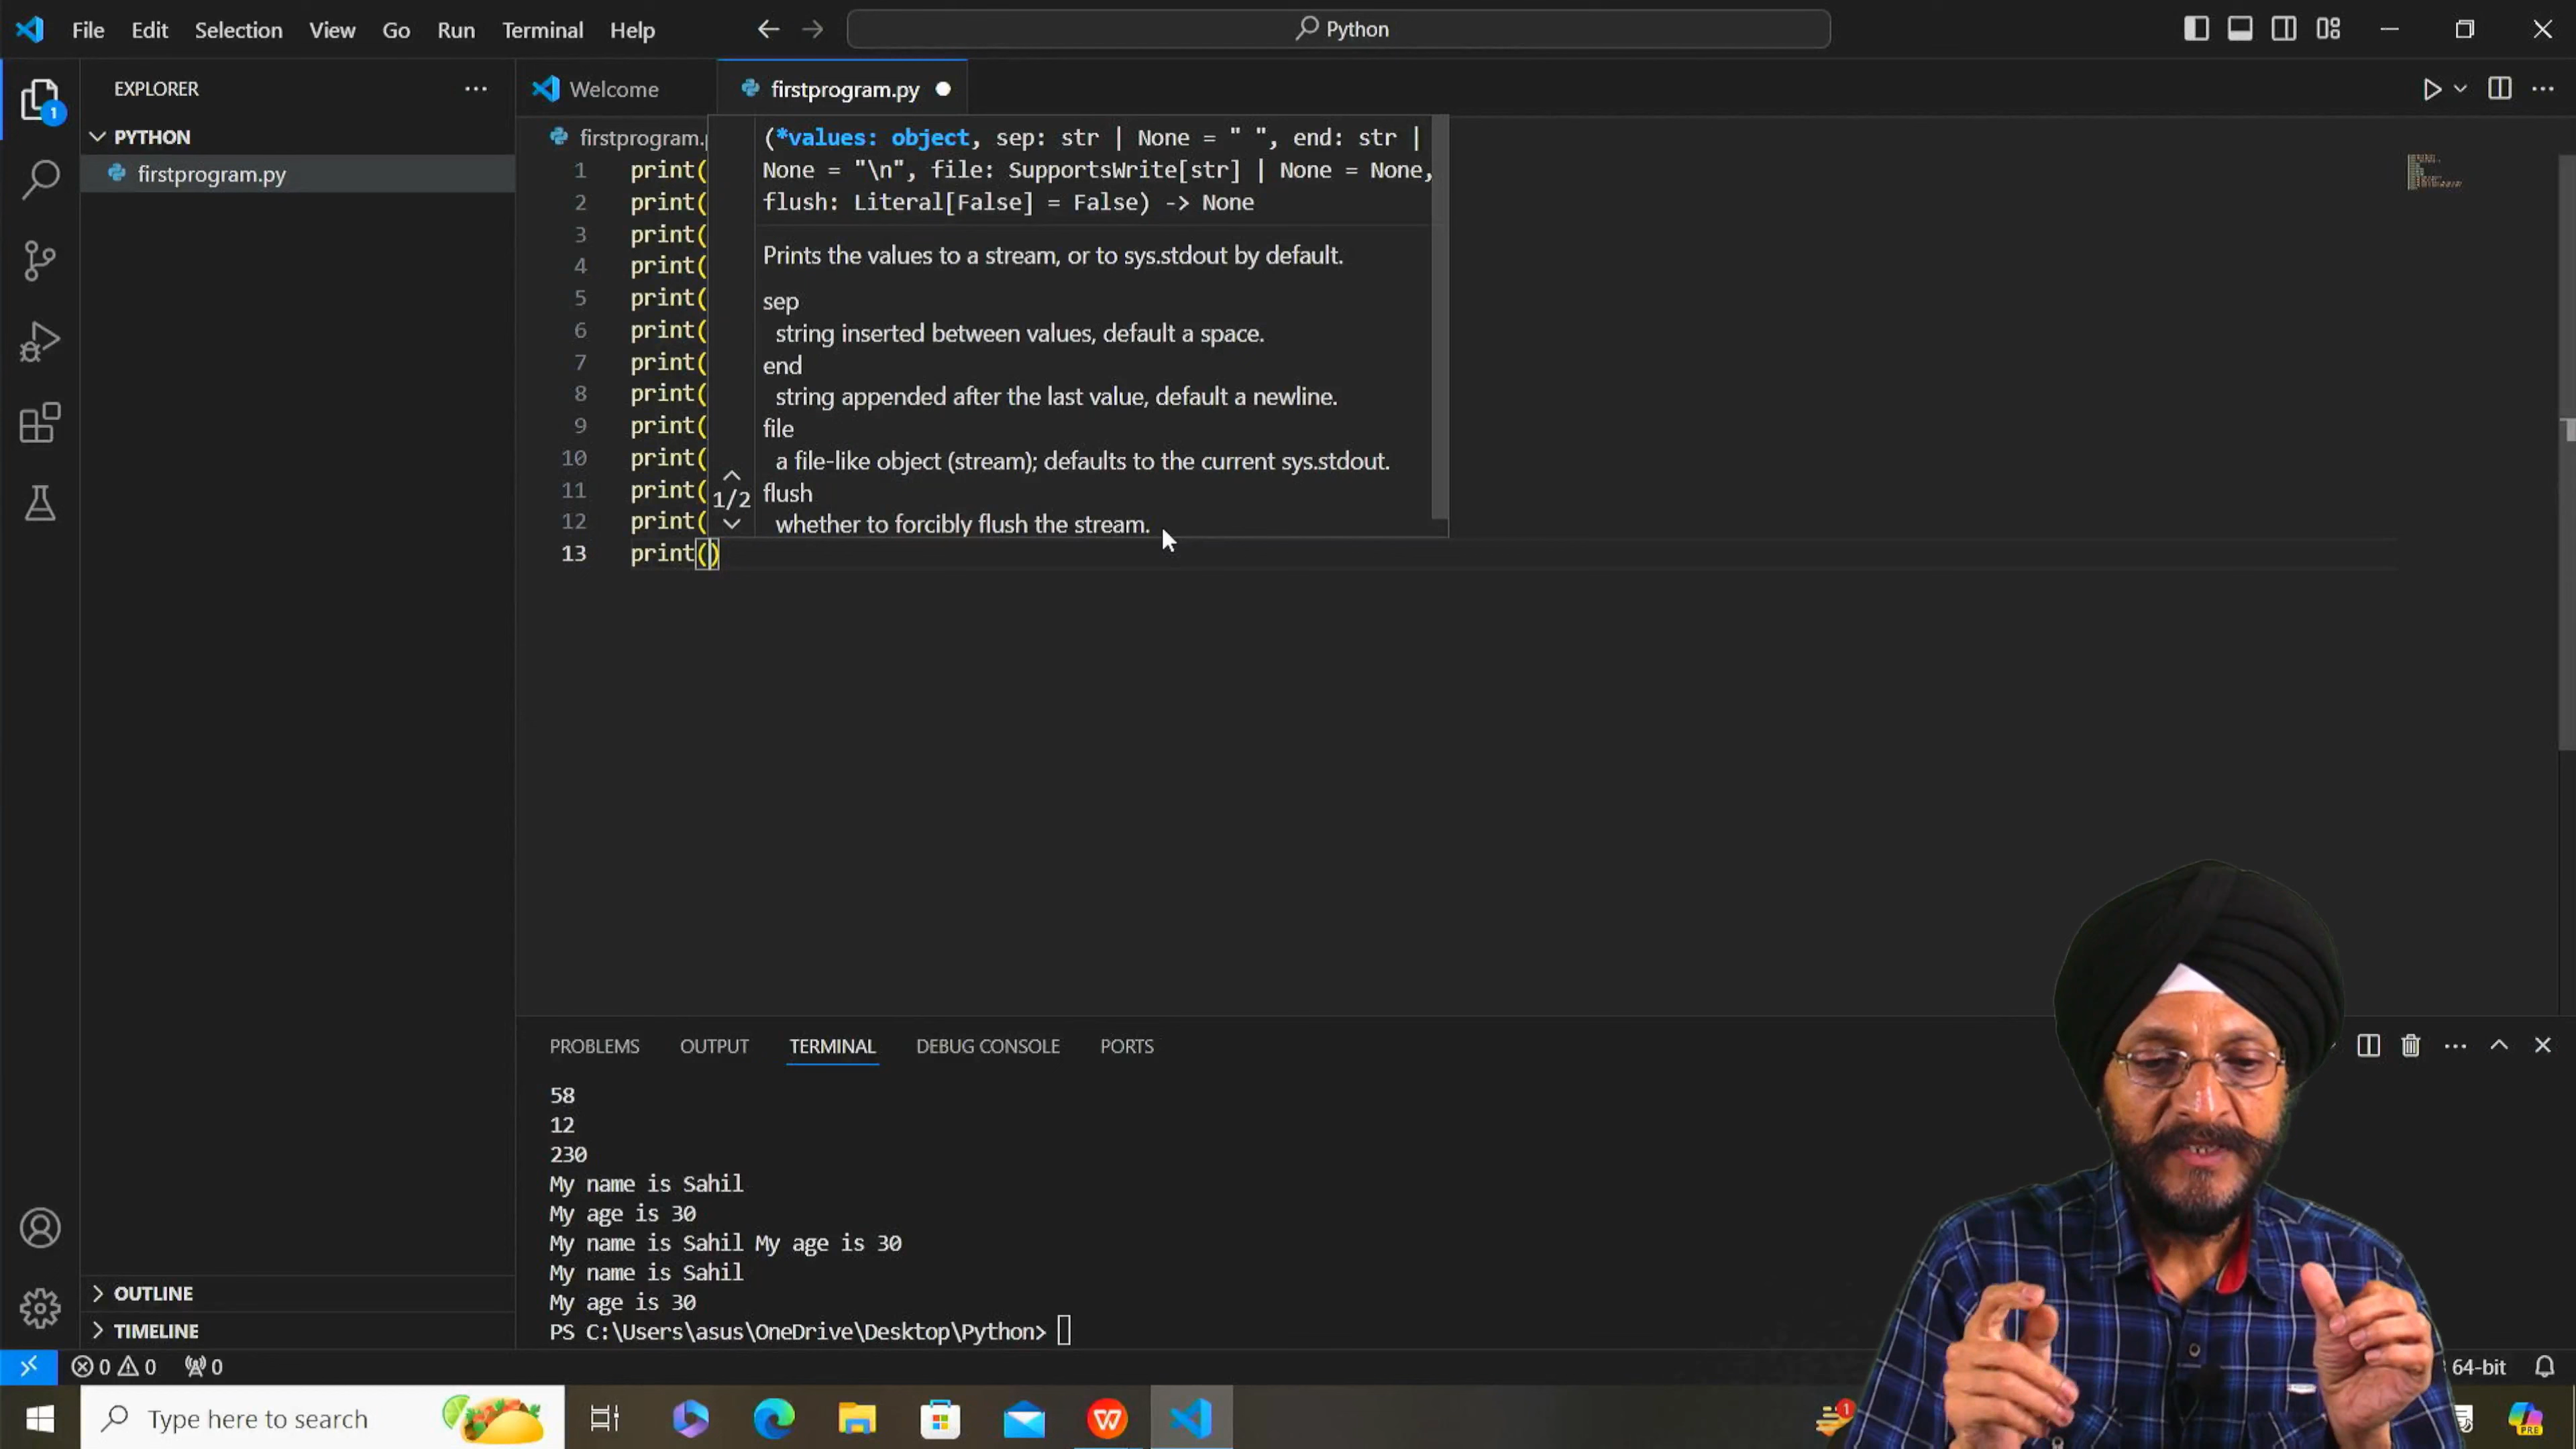 File Edit Selection View Go Run Terminal Help
Python
EXPLORER
PYTHON
firstprogram.py
1
Welcome
firstprogram.py
firstprogram.
1 print(
2 print(
3 print(
4 print(
5 print(
6 print(
7 print(
8 print(
9 print(
10 print(
11 print(
12 print(
13 print()
(*values: object, sep: str | None = " ", end: str |
None = "\n", file: SupportsWrite[str] | None = None,
flush: Literal[False] = False) -> None
Prints the values to a stream, or to sys.stdout by default.
sep
string inserted between values, default a space.
end
string appended after the last value, default a newline.
file
a file-like object (stream); defaults to the current sys.stdout.
flush
whether to forcibly flush the stream.
1/2
PROBLEMS OUTPUT TERMINAL DEBUG CONSOLE PORTS
58
12
230
My name is Sahil
My age is 30
My name is Sahil My age is 30
My name is Sahil
My age is 30
PS C:\Users\asus\OneDrive\Desktop\Python>
OUTLINE
TIMELINE
0 0 0
64-bit
Type here to search
W
1
PRE